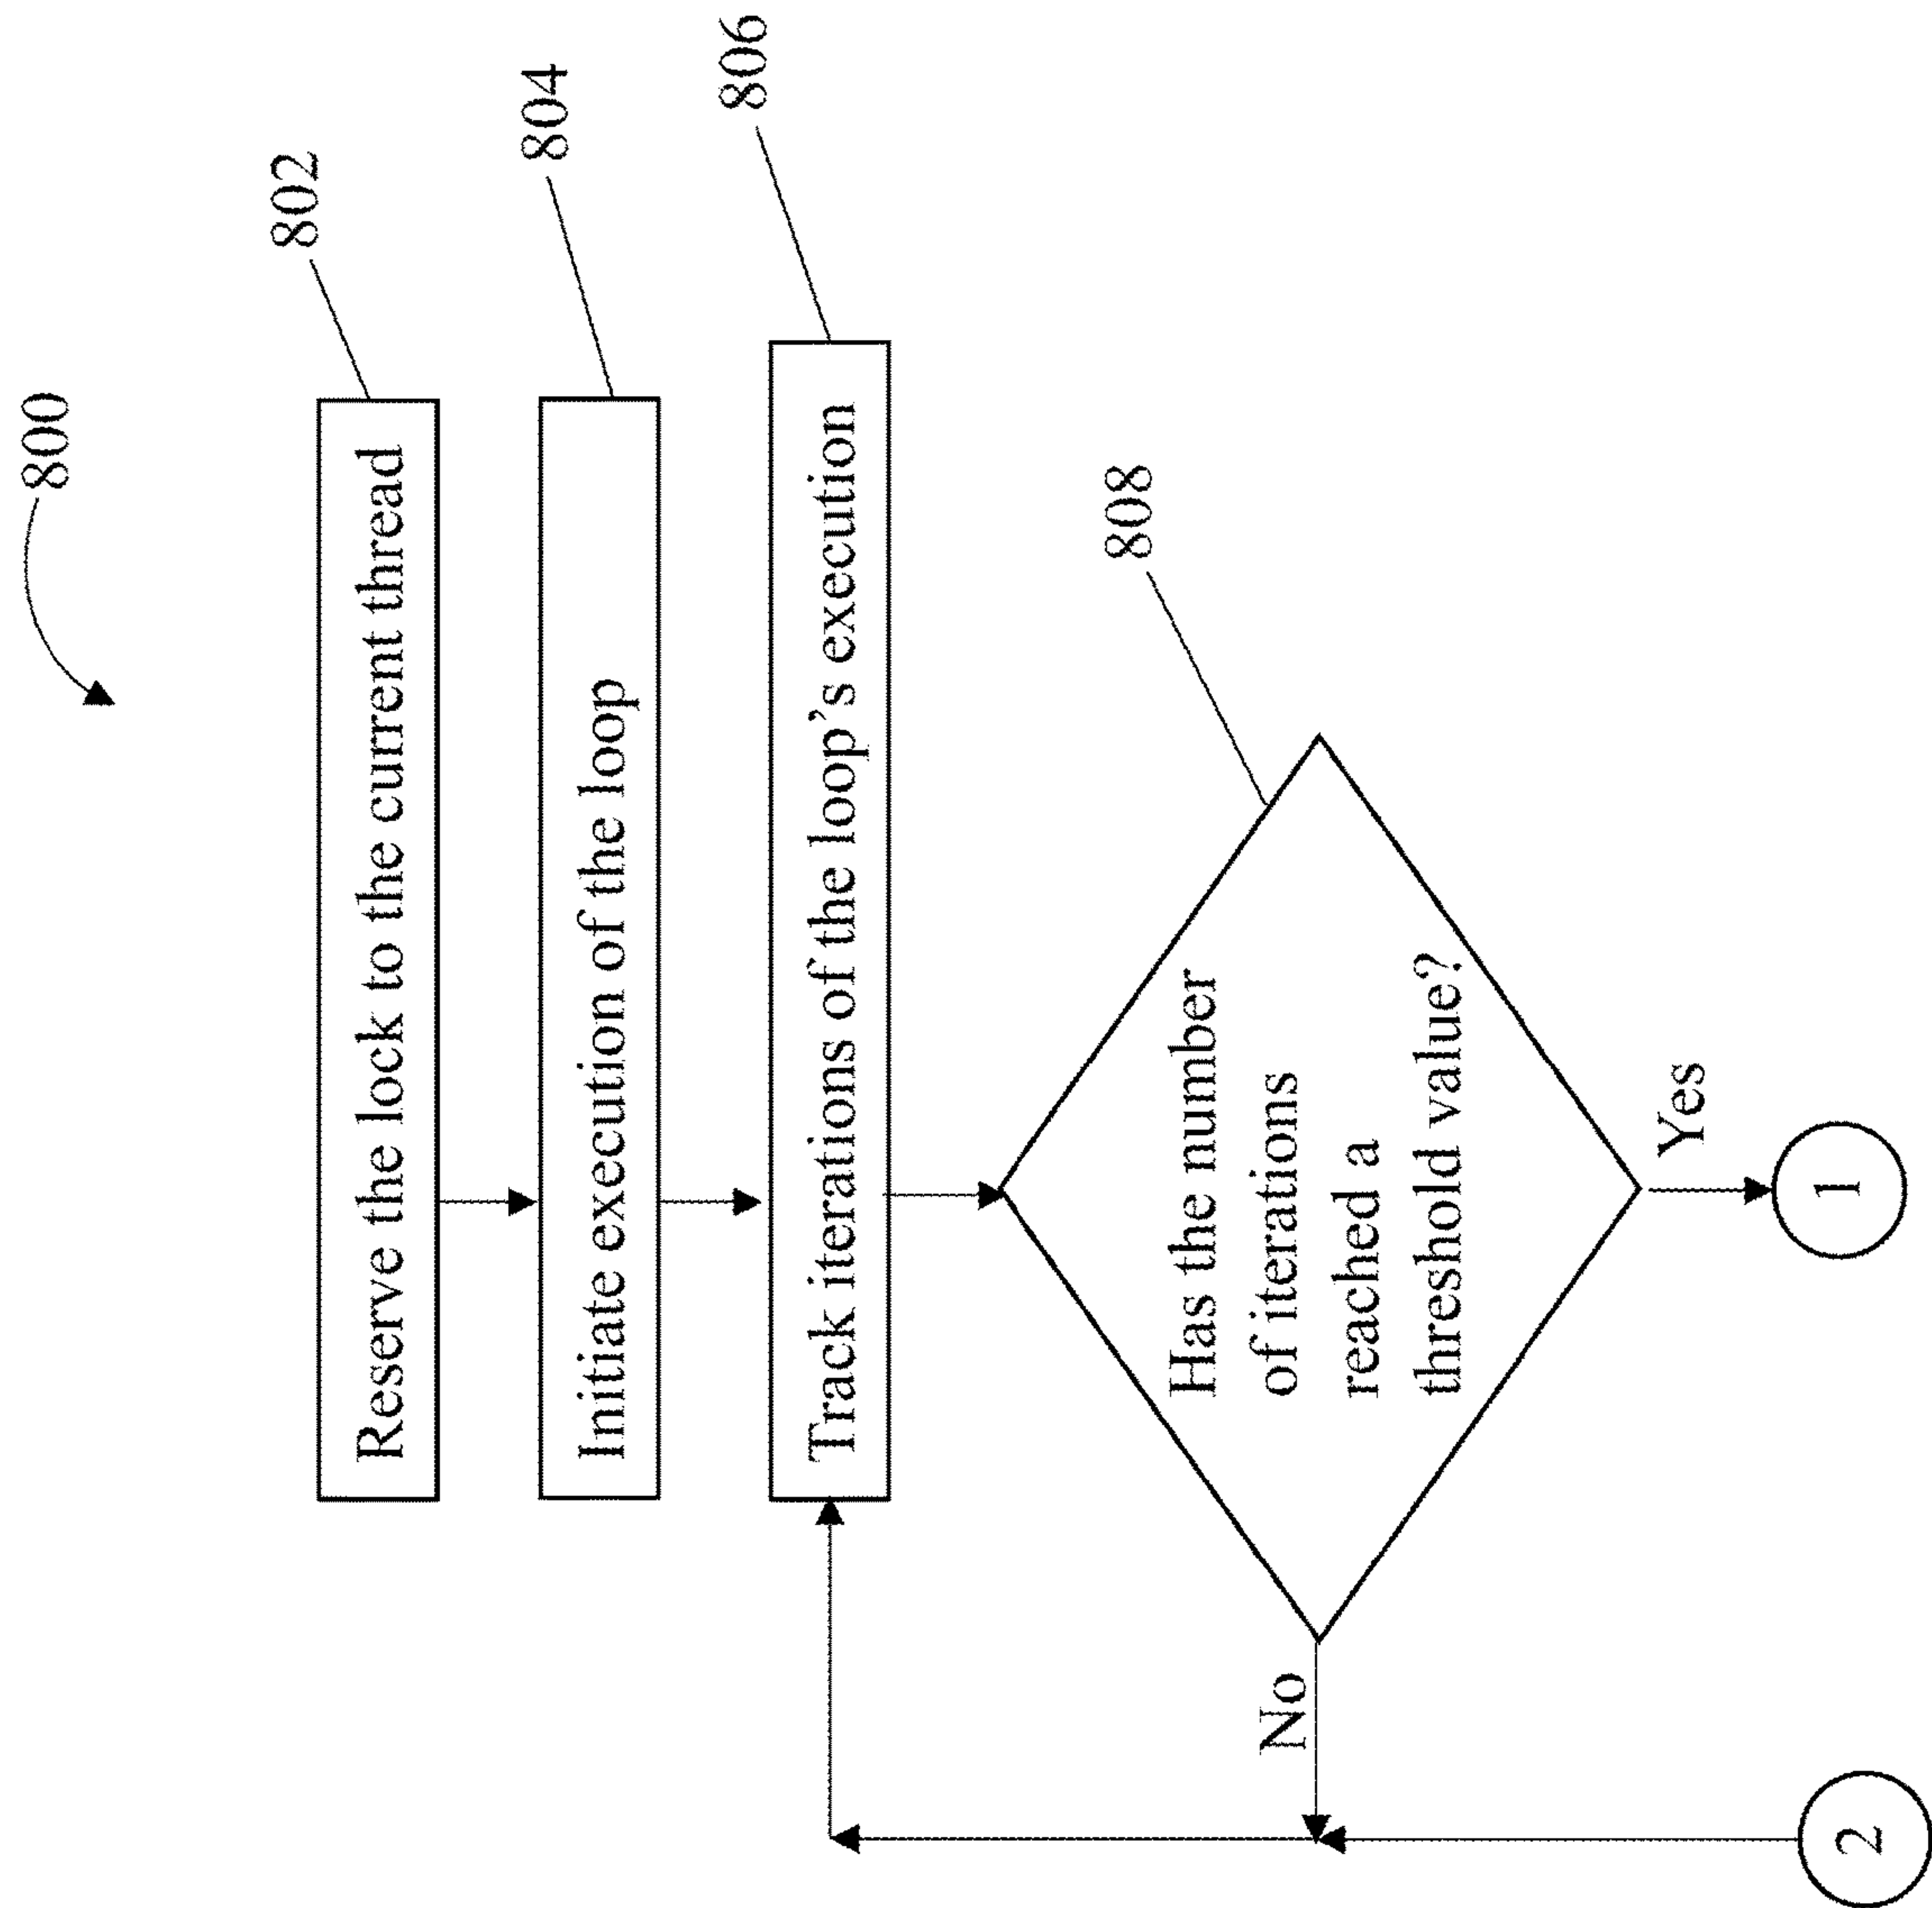 800
Reserve the lock to the current thread
802
Initiate execution of the loop
804
Track iterations of the loop's execution
806
808
Has the number
of iterations
reached a
threshold value?
No
Yes
1
2